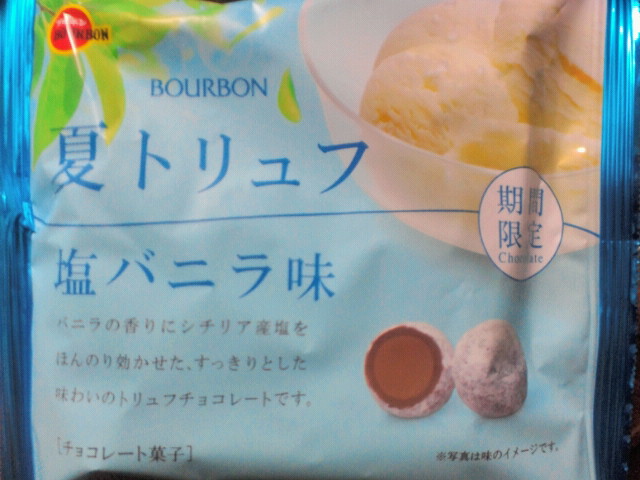 BOURBON
BOURBON
夏トリュフ
期間
限定
Chocolate
塩バニラ味
バニラの香りにシチリア産塩を
ほんのり効かせた、すっきりとした
味わいのトリュフチョコレートです。
[チョコレート菓子]
※写真は味のイメージです。